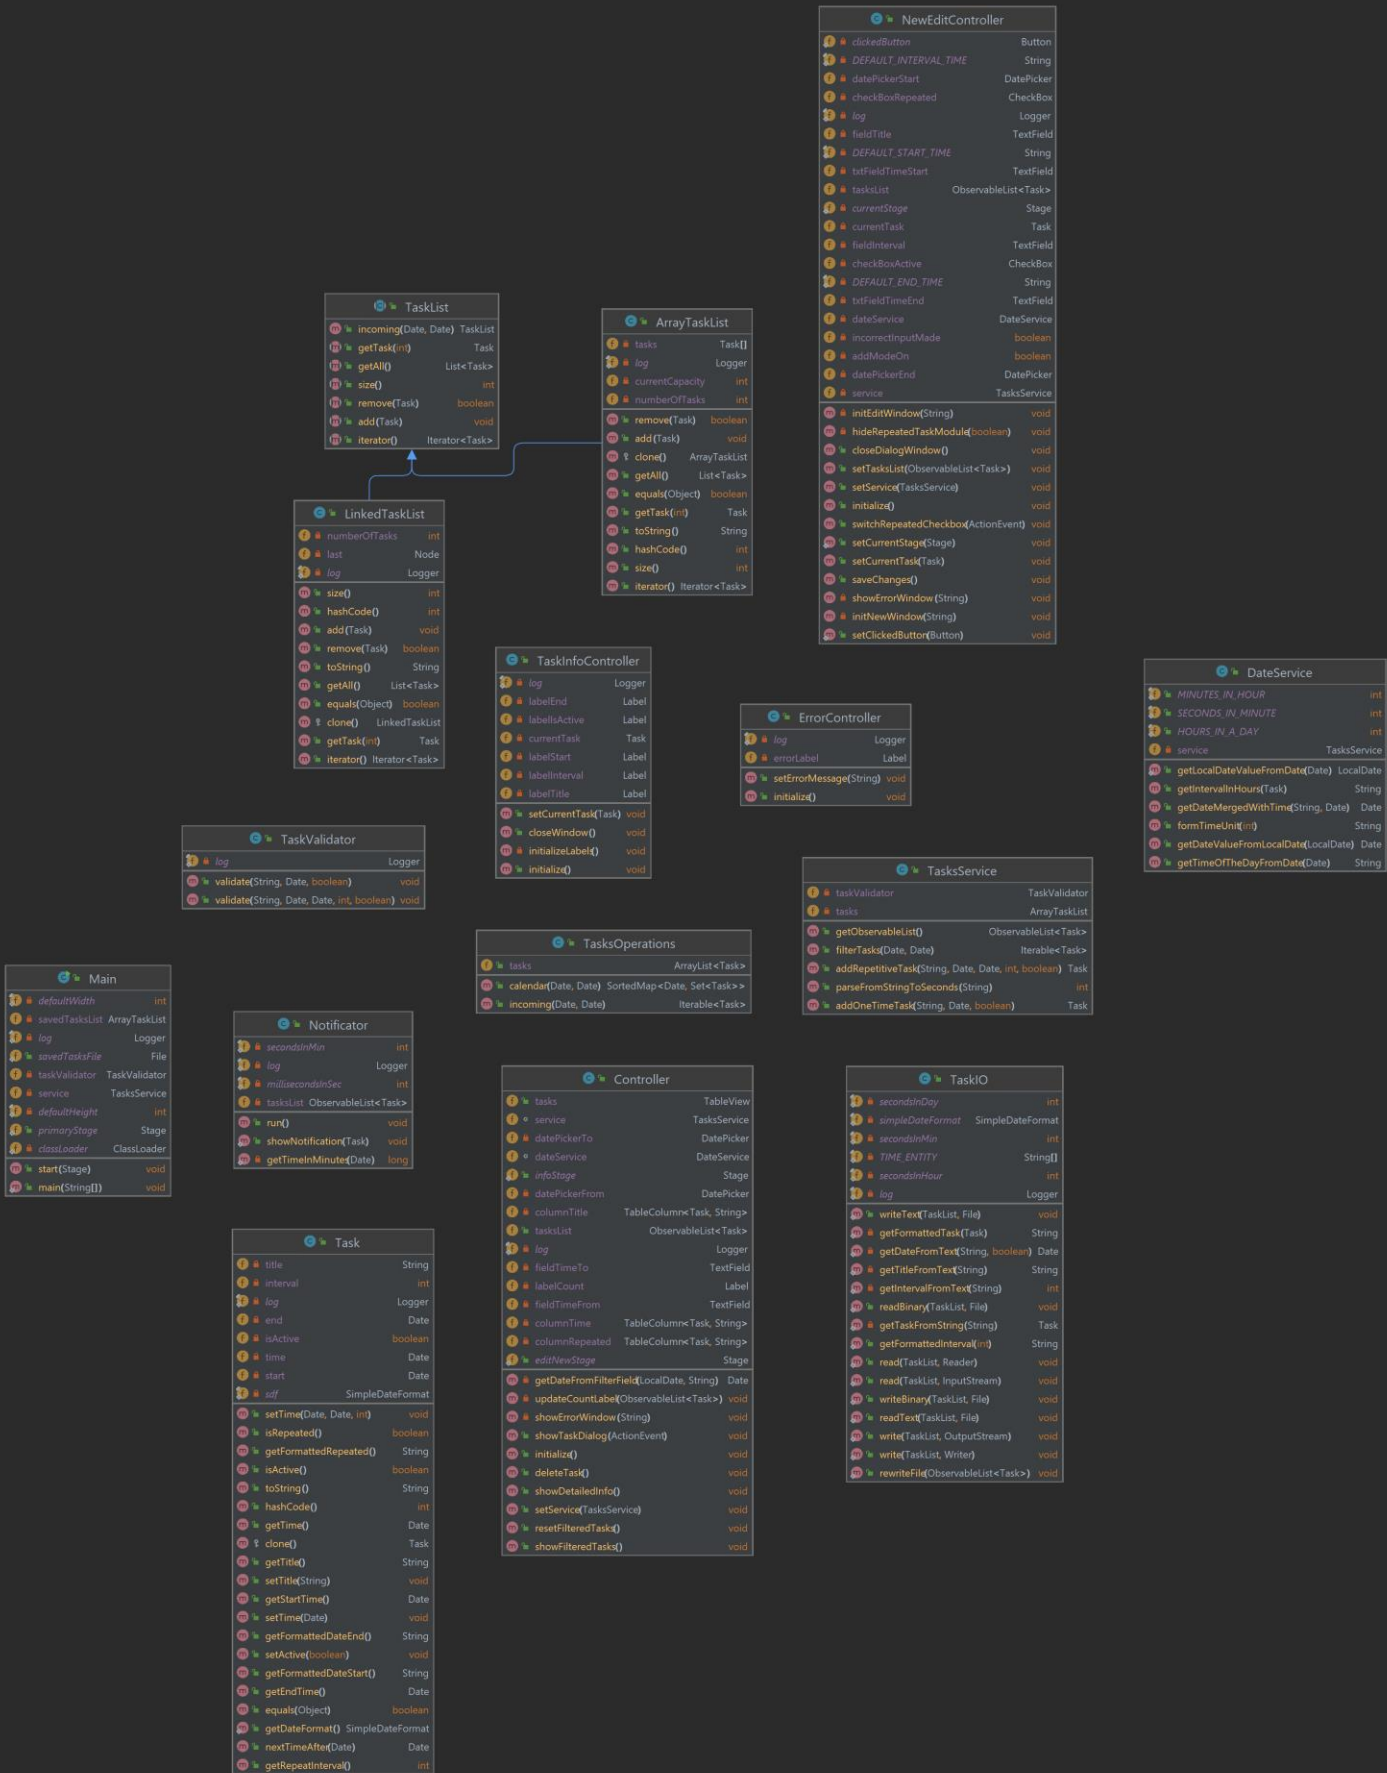 NewEditController
clickedButton Button
DEFAULT_INTERVAL_TIME String
datePickerStart DatePicker
checkBoxRepeated CheckBox
log Logger
fieldTitle TextField
DEFAULT_START_TIME String
txtFieldTimeStart TextField
tasksList ObservableList<Task>
currentStage Stage
currentTask Task
fieldInterval TextField
checkBoxActive CheckBox
DEFAULT_END_TIME String
txtFieldTimeEnd TextField
dateService DateService
incorrectInputMade boolean
addModeOn boolean
datePickerEnd DatePicker
service TasksService
initEditWindow(String) void
hideRepeatedTaskModule(boolean) void
closeDialogWindow() void
setTasksList(ObservableList<Task>) void
setService(TasksService) void
initialize() void
switchRepeatedCheckbox(ActionEvent) void
setCurrentStage(Stage) void
setCurrentTask(Task) void
saveChanges() void
showErrorWindow(String) void
initNewWindow(String) void
setClickedButton(Button) void
TaskList
incoming(Date, Date) TaskList
getTask(int) Task
getAll() List<Task>
size() int
remove(Task) boolean
add(Task) void
iterator() Iterator<Task>
ArrayTaskList
tasks Task[]
log Logger
currentCapacity int
numberOfTasks int
remove(Task) boolean
add(Task) void
clone() ArrayTaskList
getAll() List<Task>
equals(Object) boolean
getTask(int) Task
toString() String
hashCode() int
size() int
iterator() Iterator<Task>
LinkedTaskList
numberOfTasks int
last Node
log Logger
size() int
hashCode() int
add(Task) void
remove(Task) boolean
toString() String
getAll() List<Task>
equals(Object) boolean
clone() LinkedTaskList
getTask(int) Task
iterator() Iterator<Task>
TaskInfoController
log Logger
labelEnd Label
labelIsActive Label
currentTask Task
labelStart Label
labelInterval Label
labelTitle Label
setCurrentTask(Task) void
closeWindow() void
initializeLabels() void
initialize() void
ErrorController
log Logger
errorLabel Label
setErrorMessage(String) void
initialize() void
DateService
MINUTES_IN_HOUR int
SECONDS_IN_MINUTE int
HOURS_IN_A_DAY int
service TasksService
getLocalDateValueFromDate(Date) LocalDate
getIntervalInHours(Task) String
getDateMergedWithTime(String, Date) Date
formTimeUnit(int) String
getDateValueFromLocalDate(LocalDate) Date
getTimeOfTheDayFromDate(Date) String
TaskValidator
log Logger
validate(String, Date, boolean) void
validate(String, Date, Date, int, boolean) void
TasksService
taskValidator TaskValidator
tasks ArrayTaskList
getObservableList() ObservableList<Task>
filterTasks(Date, Date) Iterable<Task>
addRepetitiveTask(String, Date, Date, int, boolean) Task
parseFromStringToSeconds(String) int
addOneTimeTask(String, Date, boolean) Task
TasksOperations
tasks ArrayList<Task>
calendar(Date, Date) SortedMap<Date, Set<Task>>
incoming(Date, Date) Iterable<Task>
Main
defaultWidth int
savedTasksList ArrayTaskList
log Logger
savedTasksFile File
taskValidator TaskValidator
service TasksService
defaultHeight int
primaryStage Stage
classLoader ClassLoader
start(Stage) void
main(String[]) void
Notificator
secondsInMin int
log Logger
millisecondsInSec int
tasksList ObservableList<Task>
run() void
showNotification(Task) void
getTimeInMinutes(Date) long
Controller
tasks TableView
service TasksService
datePickerTo DatePicker
dateService DateService
infoStage Stage
datePickerFrom DatePicker
columnTitle TableColumn<Task, String>
tasksList ObservableList<Task>
log Logger
fieldTimeTo TextField
labelCount Label
fieldTimeFrom TextField
columnTime TableColumn<Task, String>
columnRepeated TableColumn<Task, String>
editNewStage Stage
getDateFromFilterField(LocalDate, String) Date
updateCountLabel(ObservableList<Task>) void
showErrorWindow(String) void
showTaskDialog(ActionEvent) void
initialize() void
deleteTask() void
showDetailedInfo() void
setService(TasksService) void
resetFilteredTasks() void
showFilteredTasks() void
TaskIO
secondsInDay int
simpleDateFormat SimpleDateFormat
secondsInMin int
TIME_ENTITY String[]
secondsInHour int
log Logger
writeText(TaskList, File) void
getFormattedTask(Task) String
getDateFromText(String, boolean) Date
getTitleFromText(String) String
getIntervalFromText(String) int
readBinary(TaskList, File) void
getTaskFromString(String) Task
getFormattedInterval(int) String
read(TaskList, Reader) void
read(TaskList, InputStream) void
writeBinary(TaskList, File) void
readText(TaskList, File) void
write(TaskList, OutputStream) void
write(TaskList, Writer) void
rewriteFile(ObservableList<Task>) void
Task
title String
interval int
log Logger
end Date
isActive boolean
time Date
start Date
sdf SimpleDateFormat
setTime(Date, Date, int) void
isRepeated() boolean
getFormattedRepeated() String
isActive() boolean
toString() String
hashCode() int
getTime() Date
clone() Task
getTitle() String
setTitle(String) void
getStartTime() Date
setTime(Date) void
getFormattedDateEnd() String
setActive(boolean) void
getFormattedDateStart() String
getEndTime() Date
equals(Object) boolean
getDateFormat() SimpleDateFormat
nextTimeAfter(Date) Date
getRepeatInterval() int